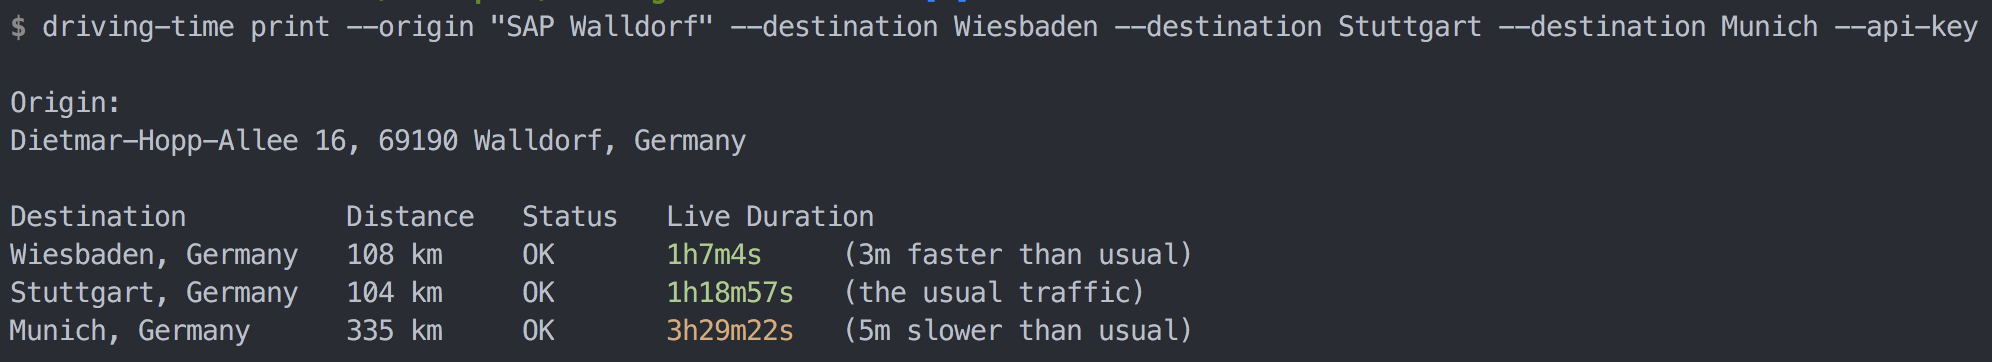 $ driving-time print --origin "SAP Walldorf" --destination Wiesbaden --destination Stuttgart --destination Munich --api-key
Origin:
Dietmar-Hopp-Allee 16, 69190 Walldorf, Germany
Destination Distance Status Live Duration
Wiesbaden, Germany 108 km OK 1h7m4s (3m faster than usual)
Stuttgart, Germany 104 km OK 1h18m57s (the usual traffic)
Munich, Germany 335 km OK 3h29m22s (5m slower than usual)